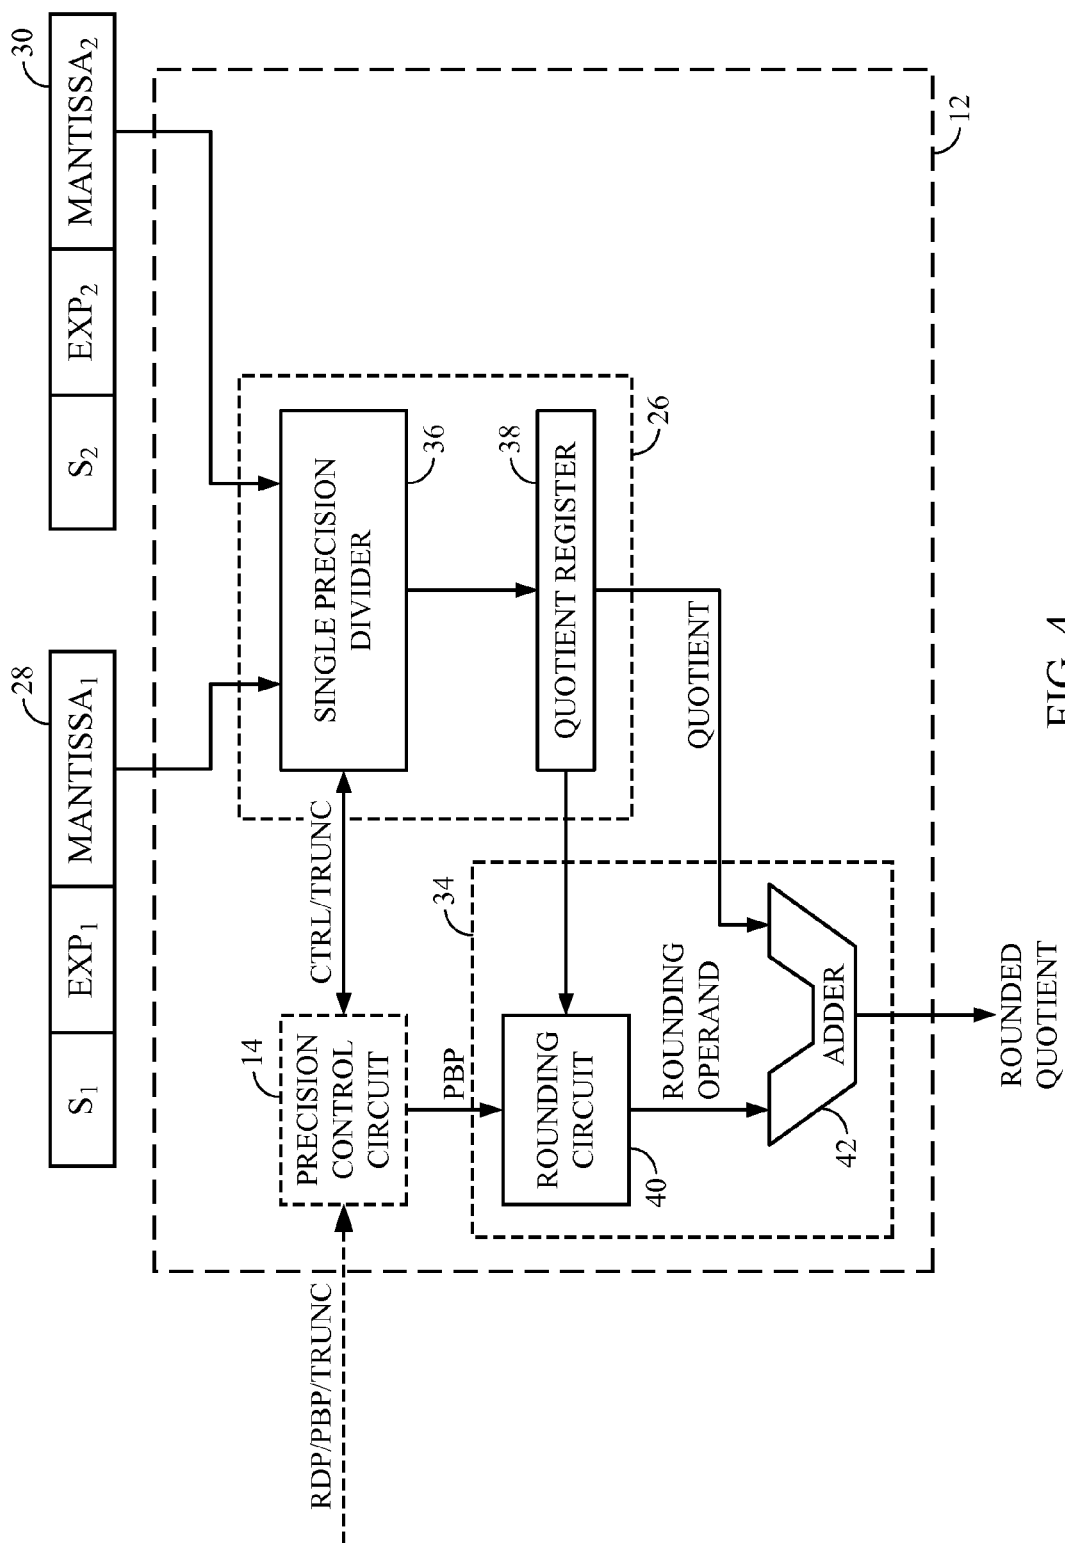 28
S1 EXP1 MANTISSA1
30
S2 EXP2 MANTISSA2
RDP/PBP/TRUNC
14
PRECISION
CONTROL
CIRCUIT
CTRL/TRUNC
SINGLE PRECISION
DIVIDER
36
PBP
34
38
QUOTIENT REGISTER
26
ROUNDING
CIRCUIT
40
ROUNDING
OPERAND
QUOTIENT
ADDER
42
12
ROUNDED
QUOTIENT
FIG. 4